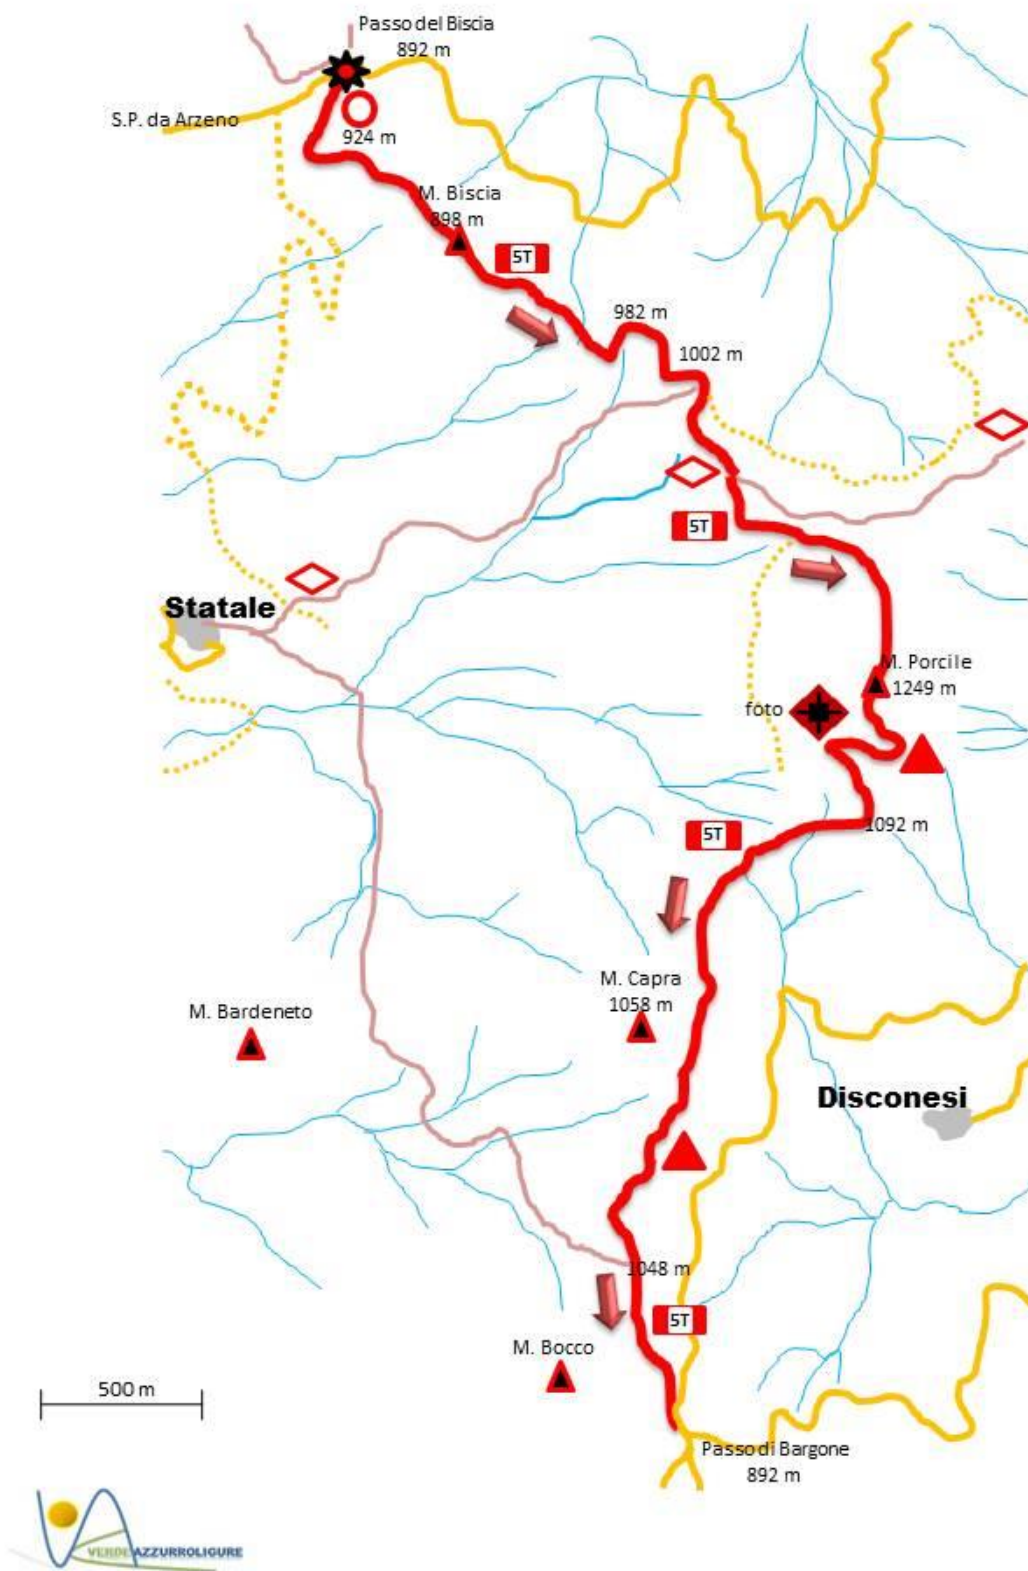 Passo del Biscia
892 m
S.P. da Arzeno
924 m
M. Biscia
898 m
5T
982 m
1002 m
5T
Statale
M. Porcile
1249 m
foto
1092 m
5T
M. Capra
1058 m
M. Bardeneto
Disconesi
1048 m
5T
M. Bocco
500 m
Passo di Bargone
892 m
VERDEAZZURROLIGURE